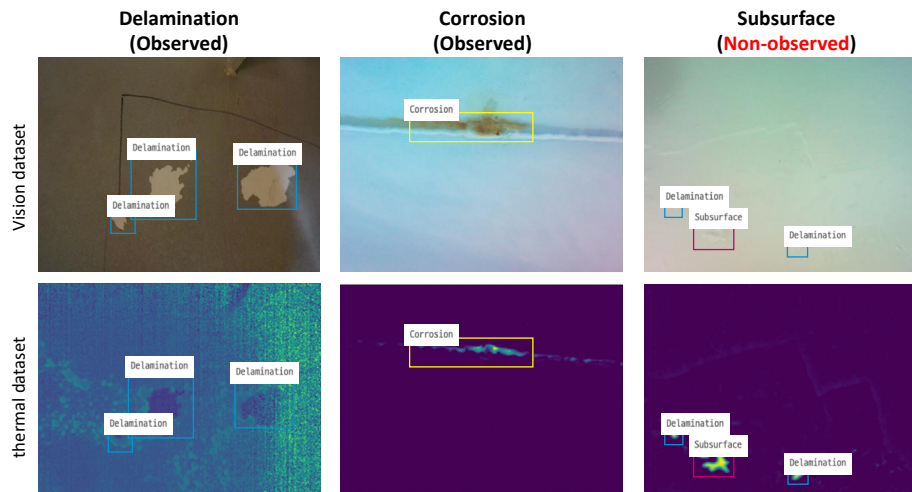 Delamination
(Observed)
Corrosion
(Observed)
Subsurface
(Non-observed)
Vision dataset
Delamination
Delamination
Delamination
Corrosion
Delamination
Subsurface
Delamination
thermal dataset
Delamination
Delamination
Delamination
Corrosion
Delamination
Subsurface
Delamination